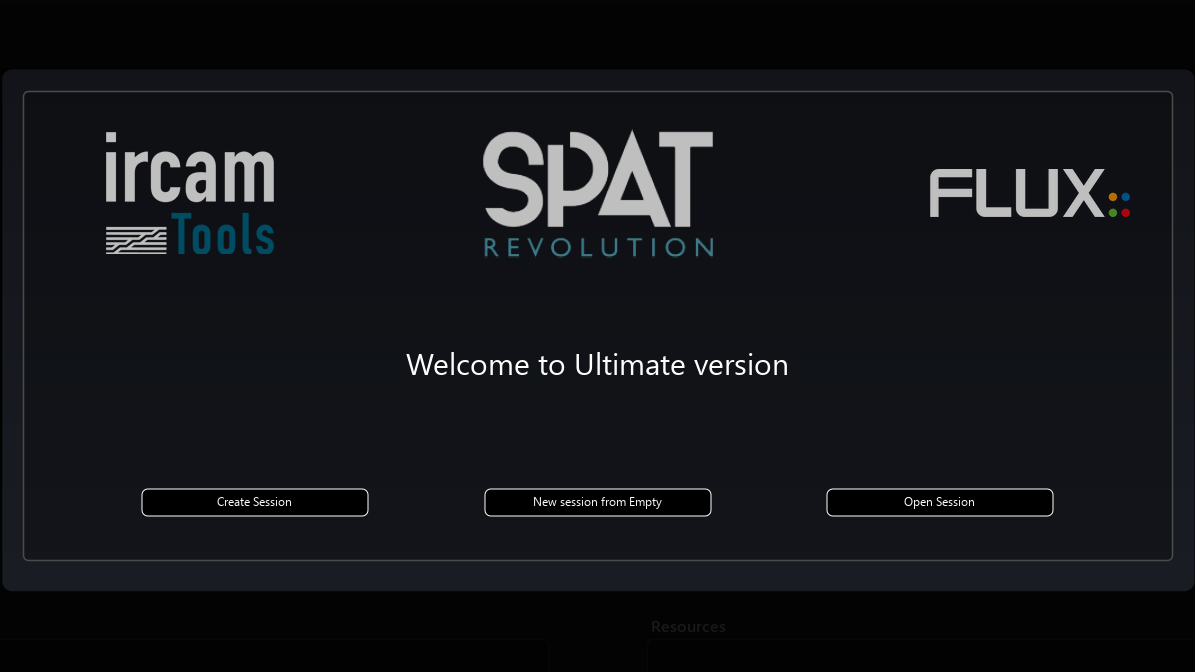 ircam
Tools
SPAT
REVOLUTION
FLUX::
Welcome to Ultimate version
Create Session
New session from Empty
Open Session
Resources